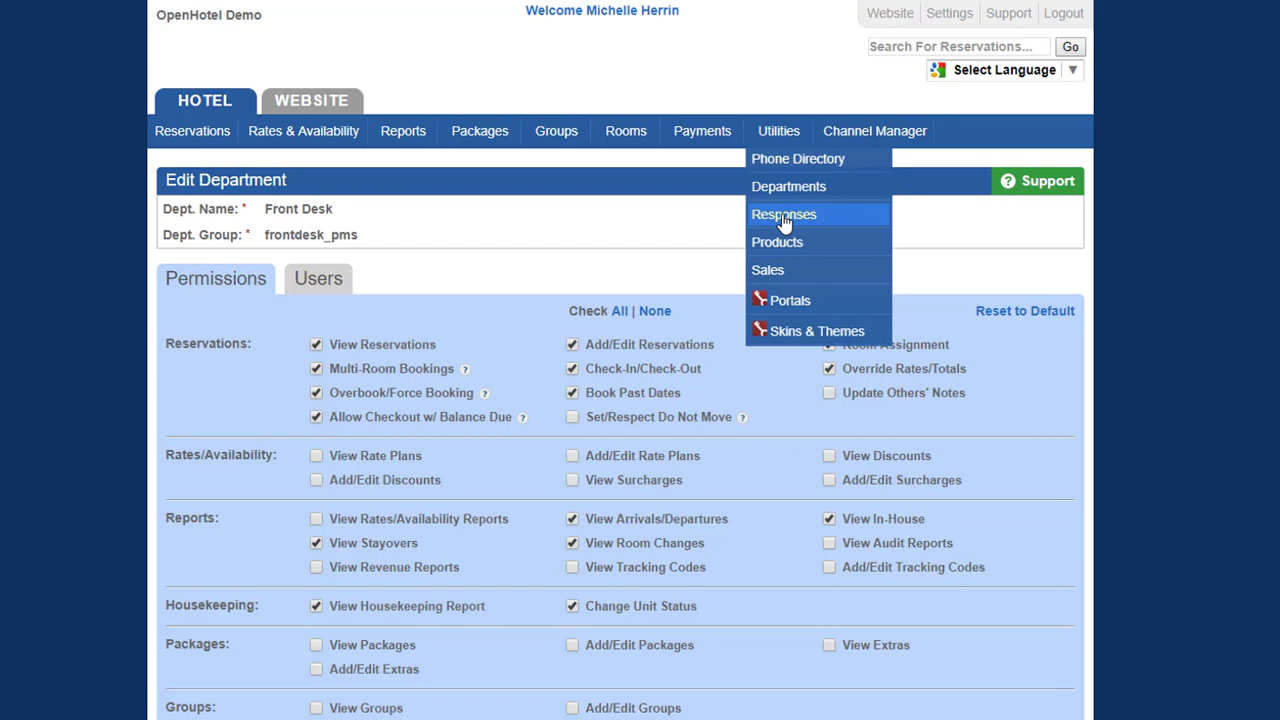 OpenHotel Demo
Welcome Michelle Herrin
Website Settings Support Logout
Search For Reservations... Go
Select Language ▼
HOTEL WEBSITE
Reservations Rates & Availability Reports Packages Groups Rooms Payments Utilities Channel Manager
Phone Directory
Departments
Responses
Products
Sales
Portals
Skins & Themes
Edit Department
? Support
Dept. Name: * Front Desk
Dept. Group: * frontdesk_pms
Permissions Users
Check All | None Reset to Default
Reservations: View Reservations Add/Edit Reservations Room Assignment
Multi-Room Bookings ? Check-In/Check-Out Override Rates/Totals
Overbook/Force Booking ? Book Past Dates Update Others' Notes
Allow Checkout w/ Balance Due ? Set/Respect Do Not Move ?
Rates/Availability: View Rate Plans Add/Edit Rate Plans View Discounts
Add/Edit Discounts View Surcharges Add/Edit Surcharges
Reports: View Rates/Availability Reports View Arrivals/Departures View In-House
View Stayovers View Room Changes View Audit Reports
View Revenue Reports View Tracking Codes Add/Edit Tracking Codes
Housekeeping: View Housekeeping Report Change Unit Status
Packages: View Packages Add/Edit Packages View Extras
Add/Edit Extras
Groups: View Groups Add/Edit Groups